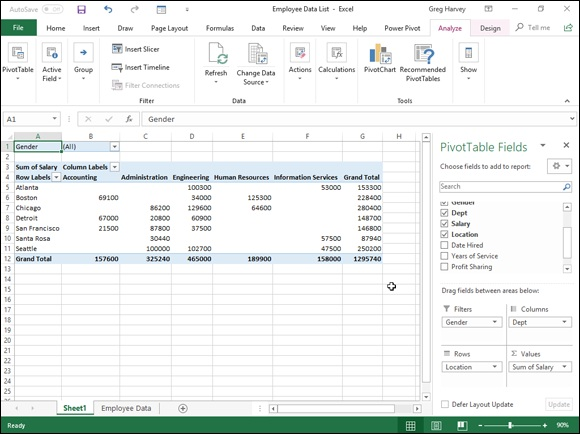 AutoSave Off Employee Data List - Excel Greg Harvey
File Home Insert Draw Page Layout Formulas Data Review View Help Power Pivot Analyze Design Tell me Share
PivotTable Active Field Group Insert Slicer Insert Timeline Filter Connections Refresh Change Data Source Actions Calculations PivotChart Recommended PivotTables Show
Filter Data Tools
A1 fx Gender
A B C D E F G H
1 Gender (All)
2
3 Sum of Salary Column Labels
4 Row Labels Accounting Administration Engineering Human Resources Information Services Grand Total
5 Atlanta 100300 53000 153300
6 Boston 69100 34000 125300 228400
7 Chicago 86200 129600 64600 280400
8 Detroit 67000 20800 60900 148700
9 San Francisco 21500 87800 37500 146800
10 Santa Rosa 30440 57500 87940
11 Seattle 100000 102700 47500 250200
12 Grand Total 157600 325240 465000 189900 158000 1295740
13
14
15
16
17
18
19
20
21
22
23
24
25
PivotTable Fields
Choose fields to add to report:
Search
Gender
Dept
Salary
Location
Date Hired
Years of Service
Profit Sharing
Drag fields between areas below:
Filters Columns
Gender Dept
Rows Σ Values
Location Sum of Salary
Defer Layout Update Update
Sheet1 Employee Data
Ready 90%